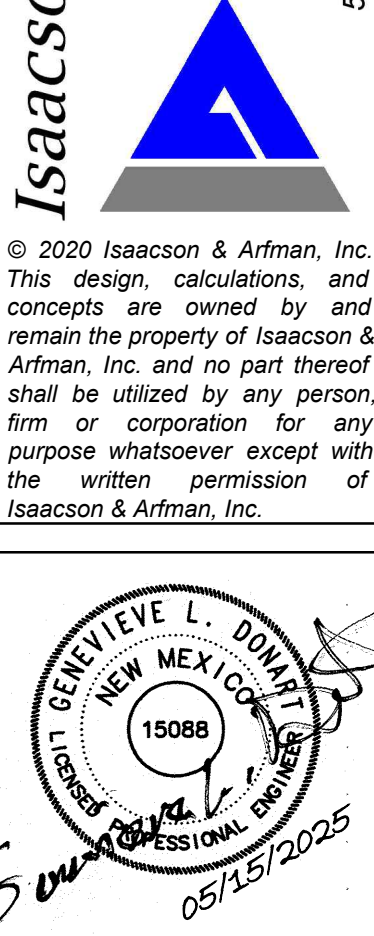 Isaacso
5
© 2020 Isaacson & Arfman, Inc.
This design, calculations, and
concepts are owned by and
remain the property of Isaacson &
Arfman, Inc. and no part thereof
shall be utilized by any person,
firm or corporation for any
purpose whatsoever except with
the written permission of
Isaacson & Arfman, Inc.
GENEVIEVE L. DONART
NEW MEXICO
15088
LICENSED PROFESSIONAL ENGINEER
05/15/2025